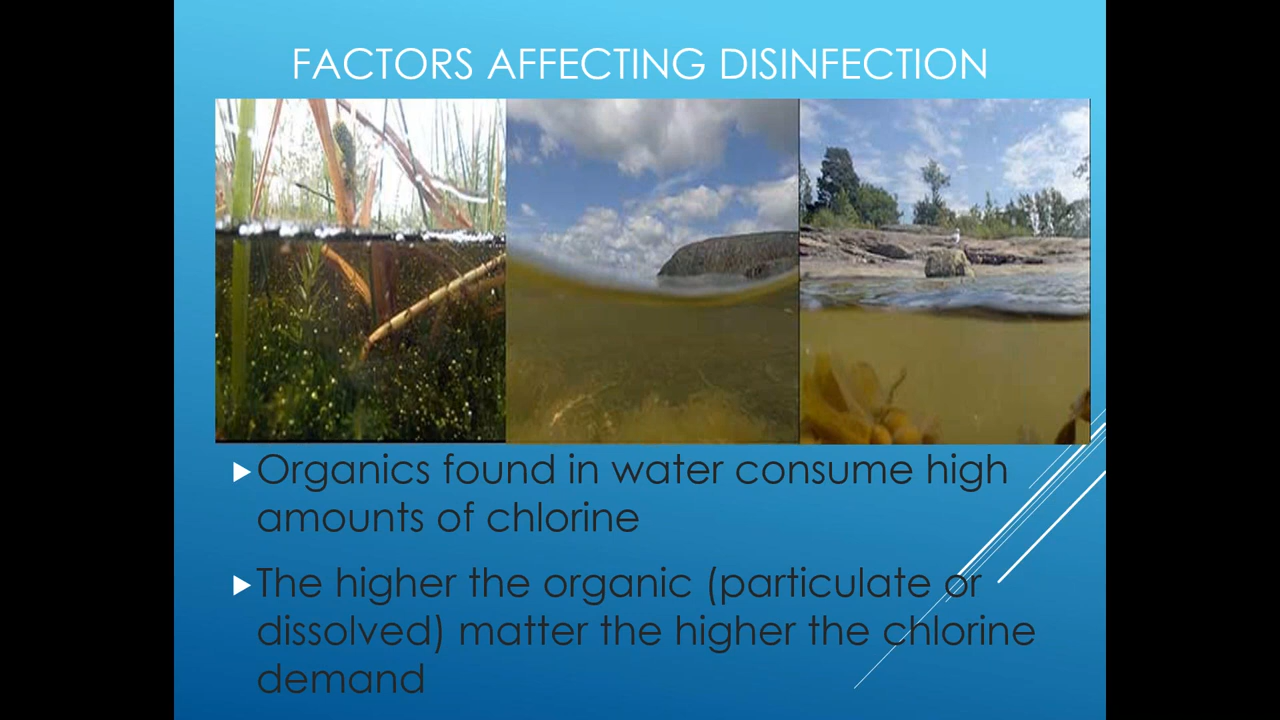 FACTORS AFFECTING DISINFECTION
Organics found in water consume high
amounts of chlorine
The higher the organic (particulate or
dissolved) matter the higher the chlorine
demand